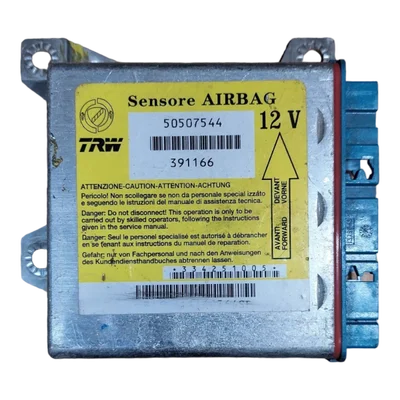 Sensore AIRBAG
50507544
12 V
TRW
391166
AVANTI DEVANT
FORWARD VORNE
ATTENZIONE-CAUTION-ATTENTION-ACHTUNG
Pericolo! Non scollegare se non da personale special izzato
e seguendo le istruzioni del manuale di assistenza tecnica.
Danger: Do not disconnect! This operation is only to be
carried out by skilled operators, following the Instructions
given in the service manual.
Danger: Seul le personel specialisé est autorisé à débrancher
en se tenant aux instructions du manuel de reparations.
Gefahr: nur von Fachpersonal und nach den Anweisungen
des Kundendiensthandbuches abtrennen lassen.
*334251005*